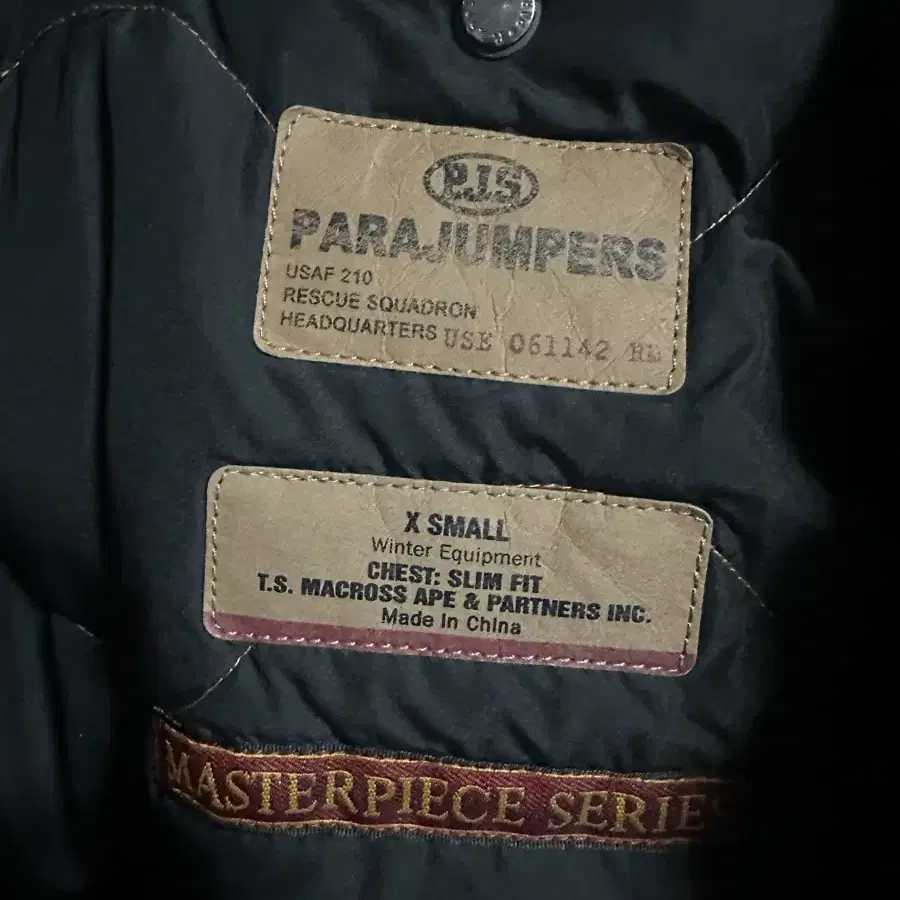 P.J.S
PARAJUMPERS
USAF 210
RESCUE SQUADRON
HEADQUARTERS USE 061142
X SMALL
Winter Equipment
CHEST: SLIM FIT
T.S. MACROSS APE & PARTNERS INC.
Made In China
MASTERPIECE SERIES